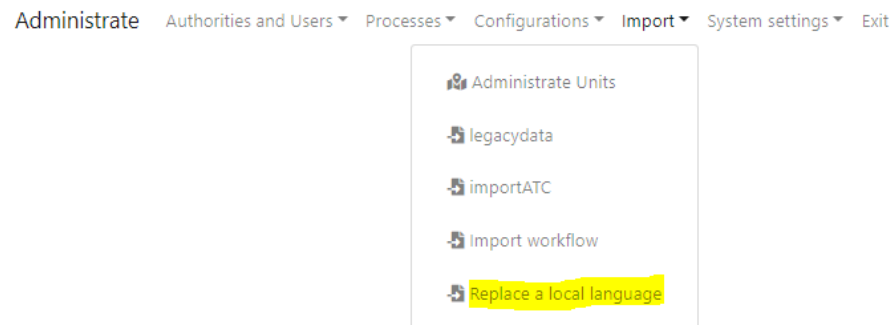 Administrate Authorities and Users Processes Configurations Import System settings Exit
Administrate Units
legacydata
importATC
Import workflow
Replace a local language